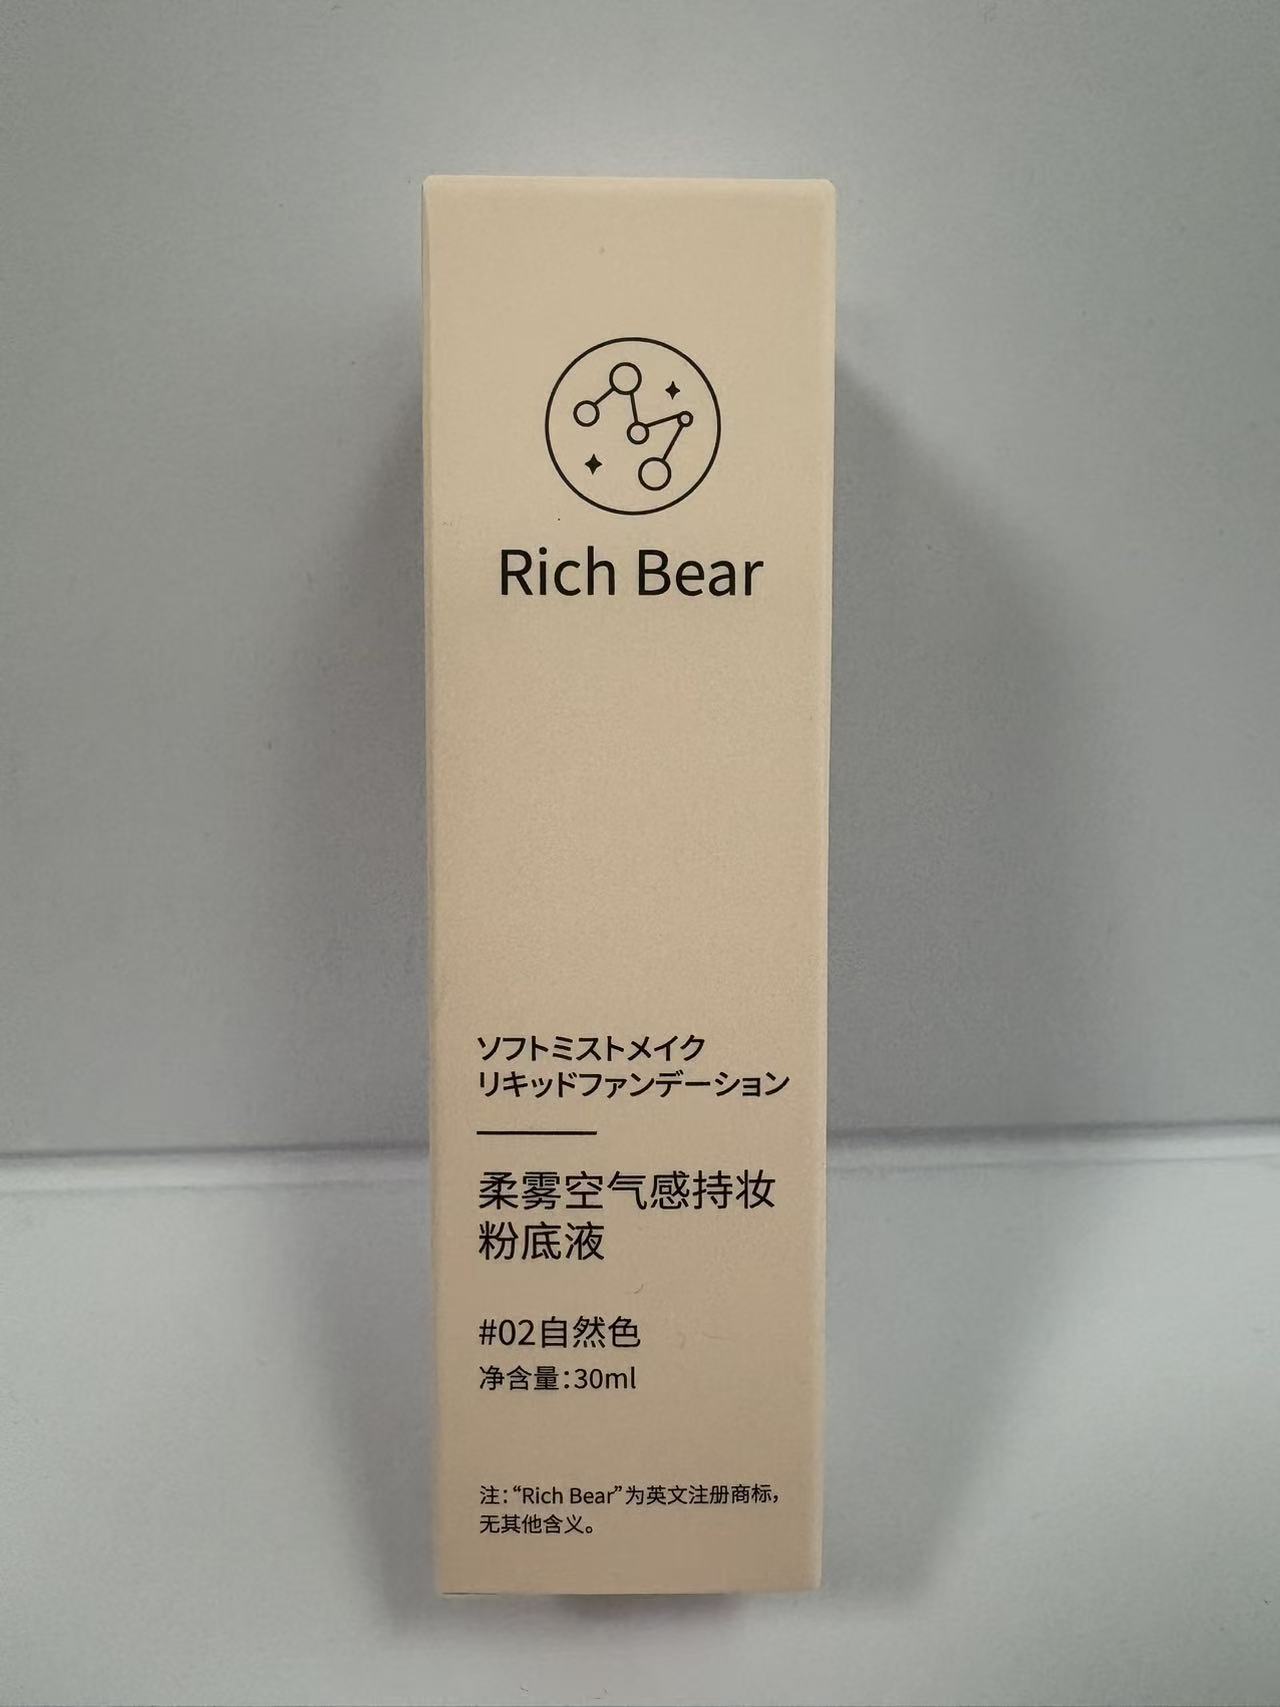 Rich Bear
ソフトミストメイク
リキッドファンデーション
柔雾空气感持妆
粉底液
#02自然色
净含量：30ml
注：“Rich Bear”为英文注册商标，
无其他含义。